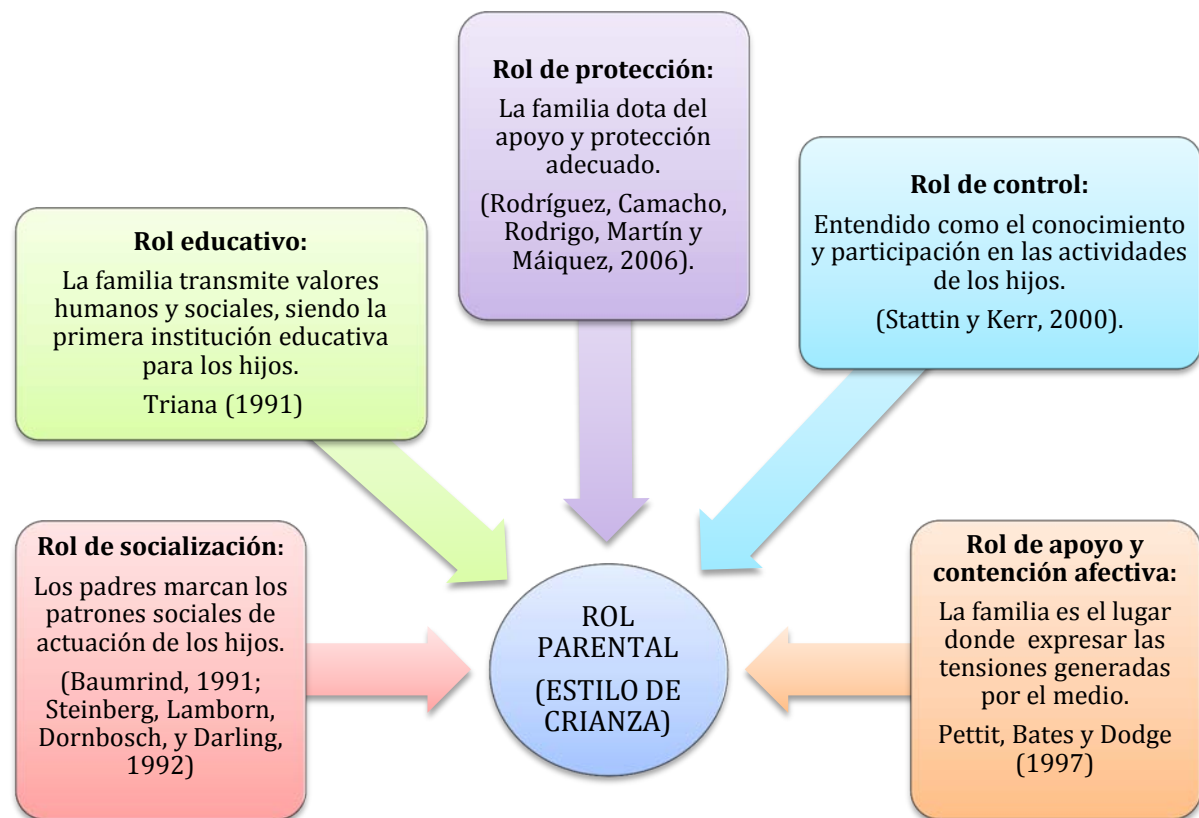 Rol de protección:
La familia dota del
apoyo y protección
adecuado.
(Rodríguez, Camacho,
Rodrigo, Martín y
Máiquez, 2006).
Rol de control:
Entendido como el conocimiento
y participación en las actividades
de los hijos.
(Stattin y Kerr, 2000).
Rol educativo:
La familia transmite valores
humanos y sociales, siendo la
primera institución educativa
para los hijos.
Triana (1991)
Rol de socialización:
Los padres marcan los
patrones sociales de
actuación de los hijos.
(Baumrind, 1991;
Steinberg, Lamborn,
Dornbosch, y Darling,
1992)
ROL
PARENTAL
(ESTILO DE
CRIANZA)
Rol de apoyo y
contención afectiva:
La familia es el lugar
donde expresar las
tensiones generadas
por el medio.
Pettit, Bates y Dodge
(1997)